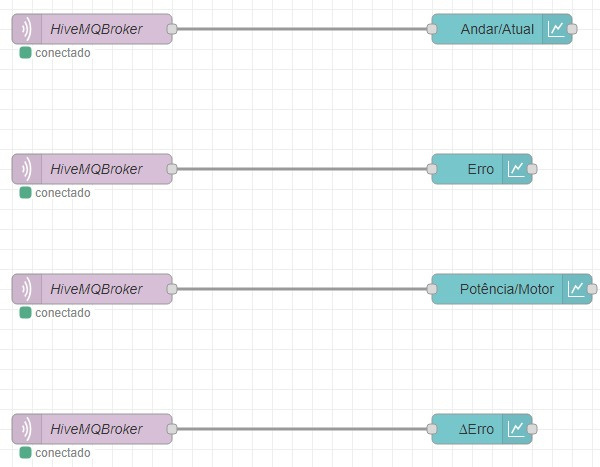 HiveMQBroker Andar/Atual
conectado
HiveMQBroker Erro
conectado
HiveMQBroker Potência/Motor
conectado
HiveMQBroker ΔErro
conectado